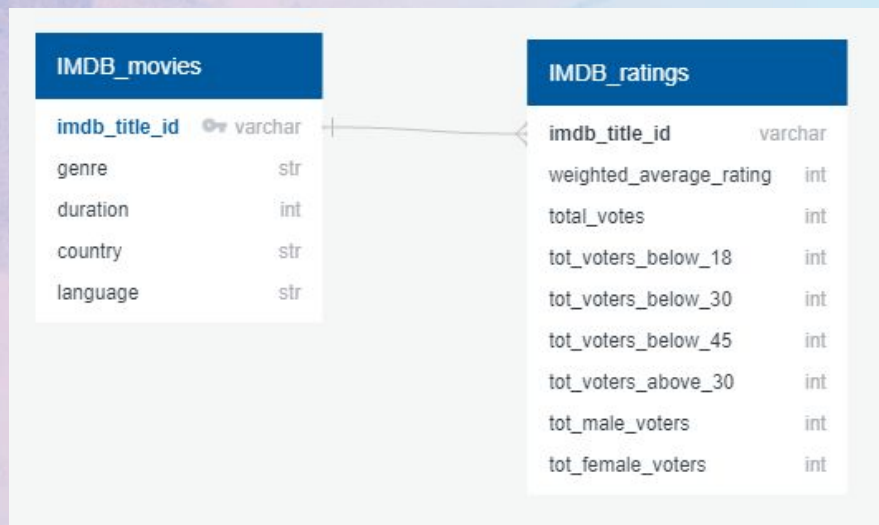 IMDB_movies
imdb_title_id varchar
genre str
duration int
country str
language str
IMDB_ratings
imdb_title_id varchar
weighted_average_rating int
total_votes int
tot_voters_below_18 int
tot_voters_below_30 int
tot_voters_below_45 int
tot_voters_above_30 int
tot_male_voters int
tot_female_voters int